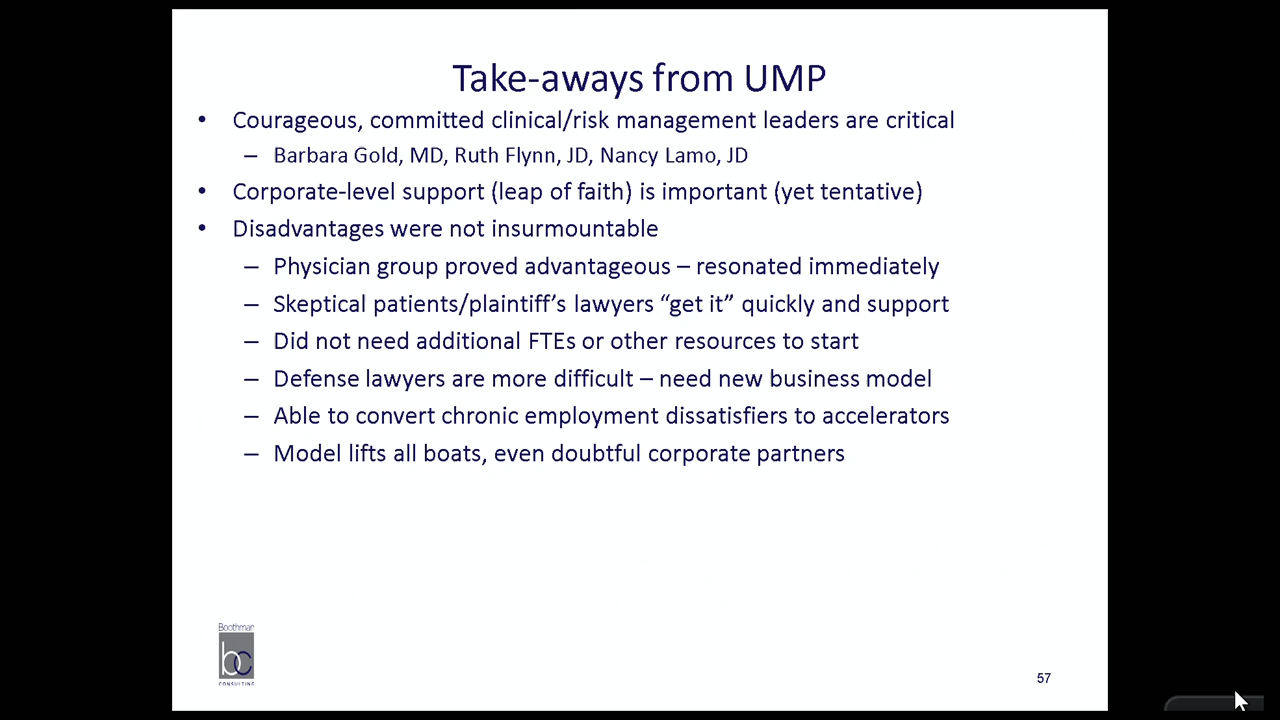 Take-aways from UMP
• Courageous, committed clinical/risk management leaders are critical
– Barbara Gold, MD, Ruth Flynn, JD, Nancy Lamo, JD
• Corporate-level support (leap of faith) is important (yet tentative)
• Disadvantages were not insurmountable
– Physician group proved advantageous – resonated immediately
– Skeptical patients/plaintiff’s lawyers “get it” quickly and support
– Did not need additional FTEs or other resources to start
– Defense lawyers are more difficult – need new business model
– Able to convert chronic employment dissatisfiers to accelerators
– Model lifts all boats, even doubtful corporate partners
Boothman
bc
CONSULTING
57